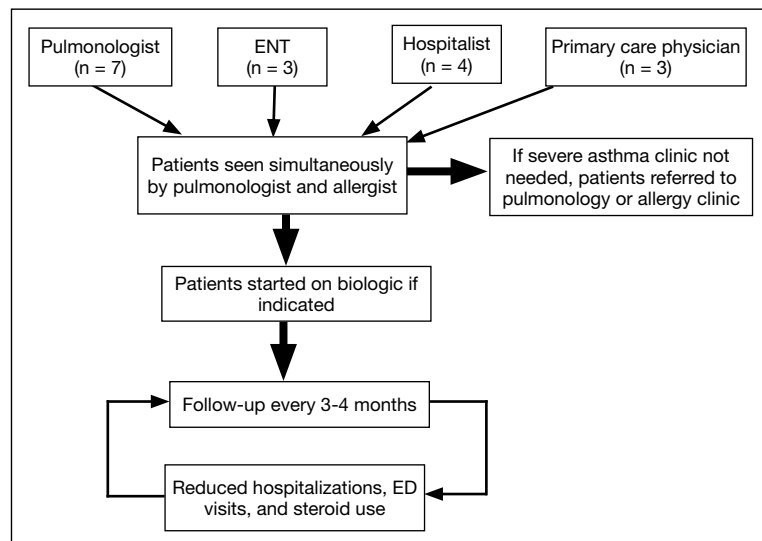 Pulmonologist
(n = 7)
ENT
(n = 3)
Hospitalist
(n = 4)
Primary care physician
(n = 3)
Patients seen simultaneously
by pulmonologist and allergist
If severe asthma clinic not
needed, patients referred to
pulmonology or allergy clinic
Patients started on biologic if
indicated
Follow-up every 3-4 months
Reduced hospitalizations, ED
visits, and steroid use